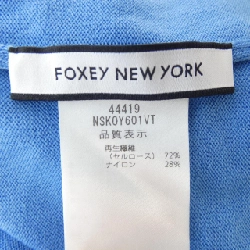 FOXEY NEW YORK
44419
NSKOY601VT
品質表示
再生繊維
(セルロース) 72%
ナイロン 28%